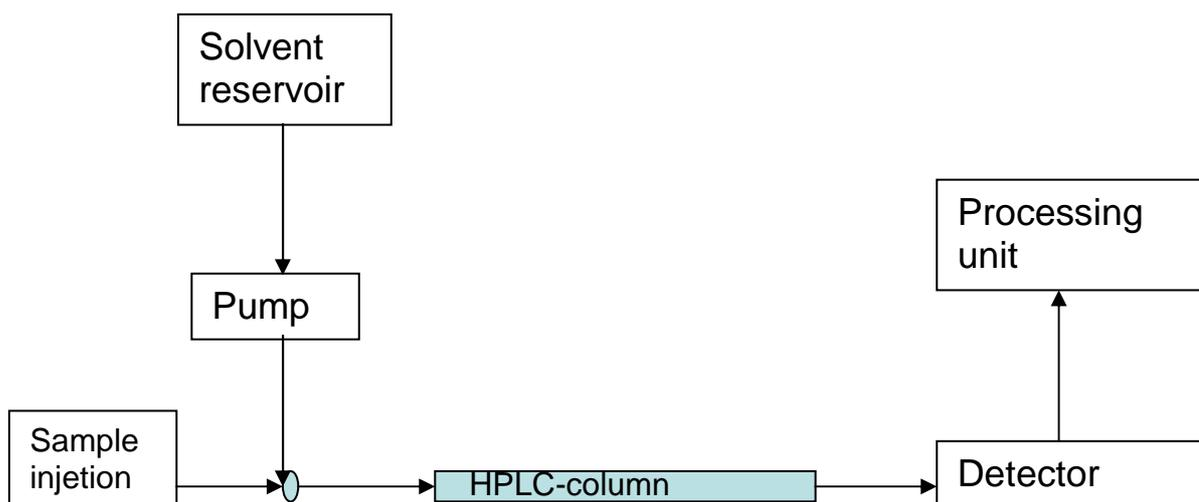 Solvent
reservoir
Processing
unit
Pump
Sample
injetion
HPLC-column
Detector